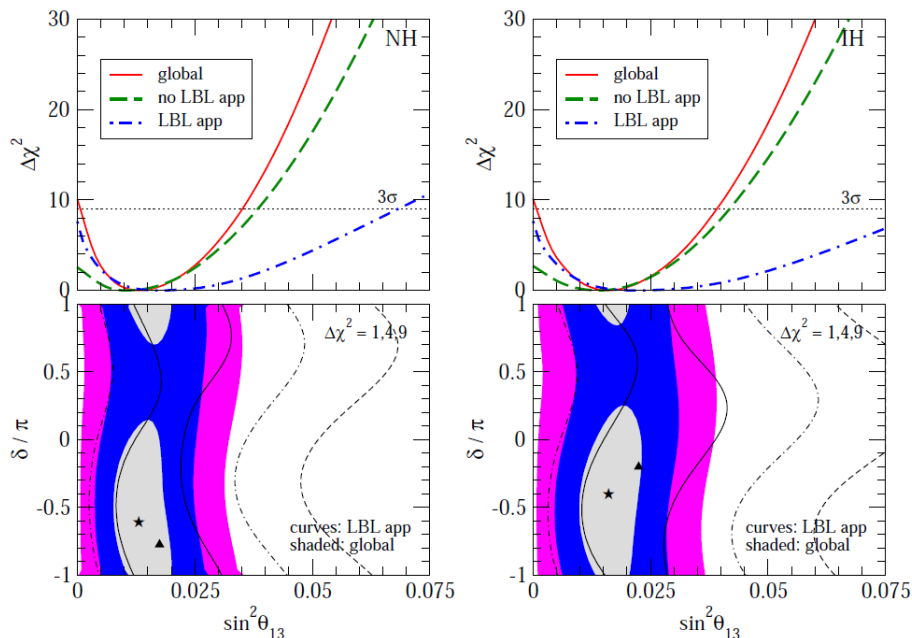 30
NH
global
no LBL app
LBL app
20
Δχ²
10
3σ
0
30
IH
global
no LBL app
LBL app
20
Δχ²
10
3σ
0
1
Δχ² = 1,4,9
0.5
δ / π
0
-0.5
curves: LBL app
shaded: global
-1
0
0.025
0.05
0.075
sin²θ₁₃
1
Δχ² = 1,4,9
0.5
δ / π
0
-0.5
curves: LBL app
shaded: global
-1
0
0.025
0.05
0.075
sin²θ₁₃